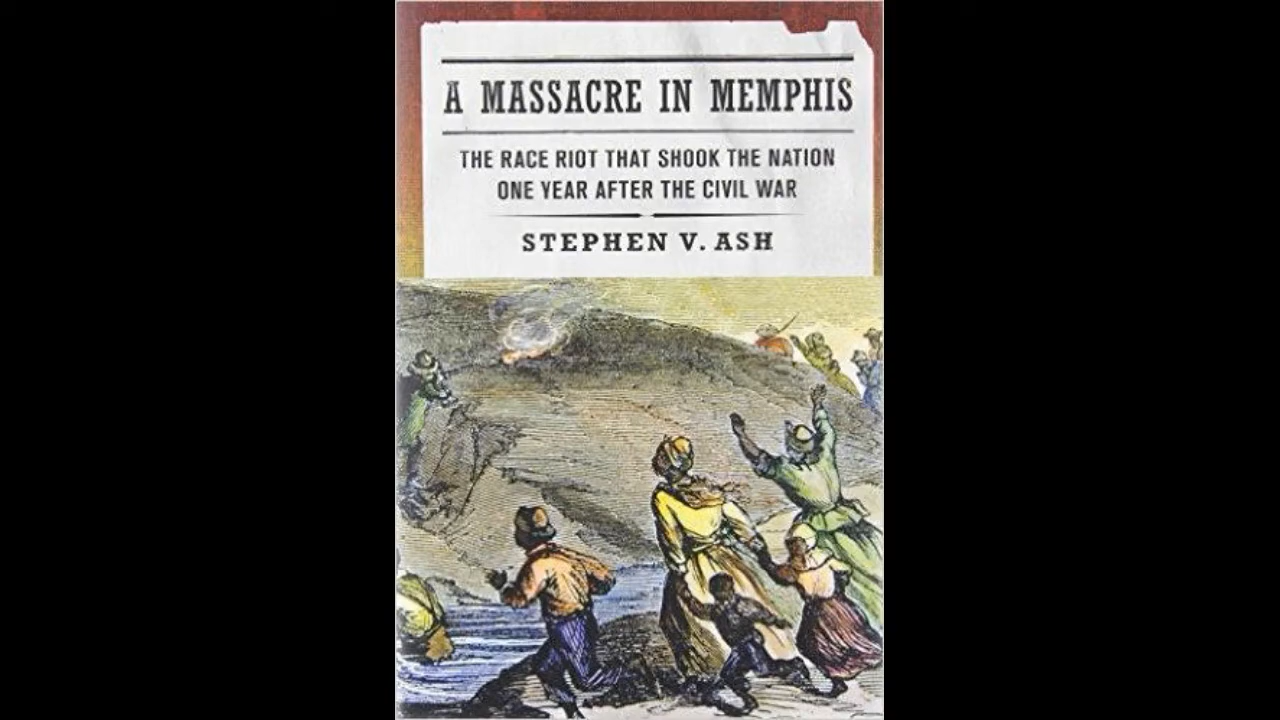 A MASSACRE IN MEMPHIS
THE RACE RIOT THAT SHOOK THE NATION
ONE YEAR AFTER THE CIVIL WAR
STEPHEN V. ASH